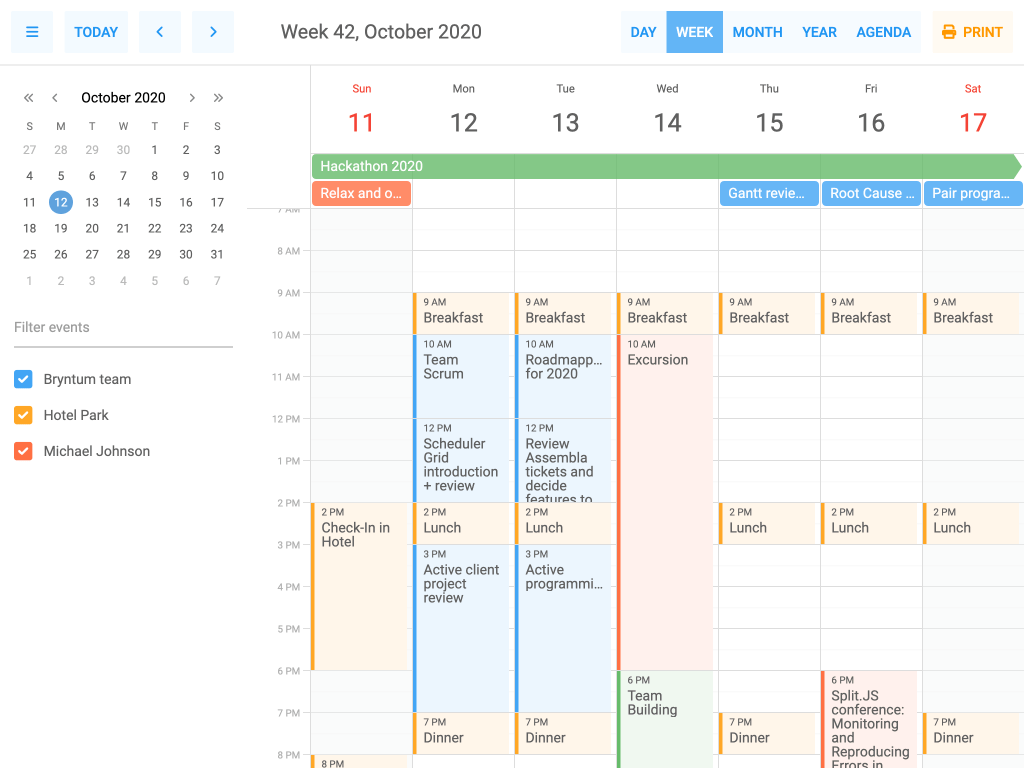 TODAY
Week 42, October 2020
DAY WEEK MONTH YEAR AGENDA PRINT
October 2020
S M T W T F S
27 28 29 30 1 2 3
4 5 6 7 8 9 10
11 12 13 14 15 16 17
18 19 20 21 22 23 24
25 26 27 28 29 30 31
1 2 3 4 5 6 7
Filter events
Bryntum team
Hotel Park
Michael Johnson
Sun Mon Tue Wed Thu Fri Sat
11 12 13 14 15 16 17
Hackathon 2020
Relax and o... Gantt revie... Root Cause ... Pair progra...
7 AM
8 AM
9 AM
10 AM
11 AM
12 PM
1 PM
2 PM
3 PM
4 PM
5 PM
6 PM
7 PM
8 PM
2 PM
Check-In in
Hotel
8 PM
9 AM
Breakfast
10 AM
Team
Scrum
12 PM
Scheduler
Grid
introduction
+ review
2 PM
Lunch
3 PM
Active client
project
review
7 PM
Dinner
9 AM
Breakfast
10 AM
Roadmapp...
for 2020
12 PM
Review
Assembla
tickets and
decide
features to
2 PM
Lunch
3 PM
Active
programmi...
7 PM
Dinner
9 AM
Breakfast
10 AM
Excursion
6 PM
Team
Building
9 AM
Breakfast
2 PM
Lunch
7 PM
Dinner
9 AM
Breakfast
2 PM
Lunch
6 PM
Split.JS
conference:
Monitoring
and
Reproducing
Errors in
9 AM
Breakfast
2 PM
Lunch
7 PM
Dinner